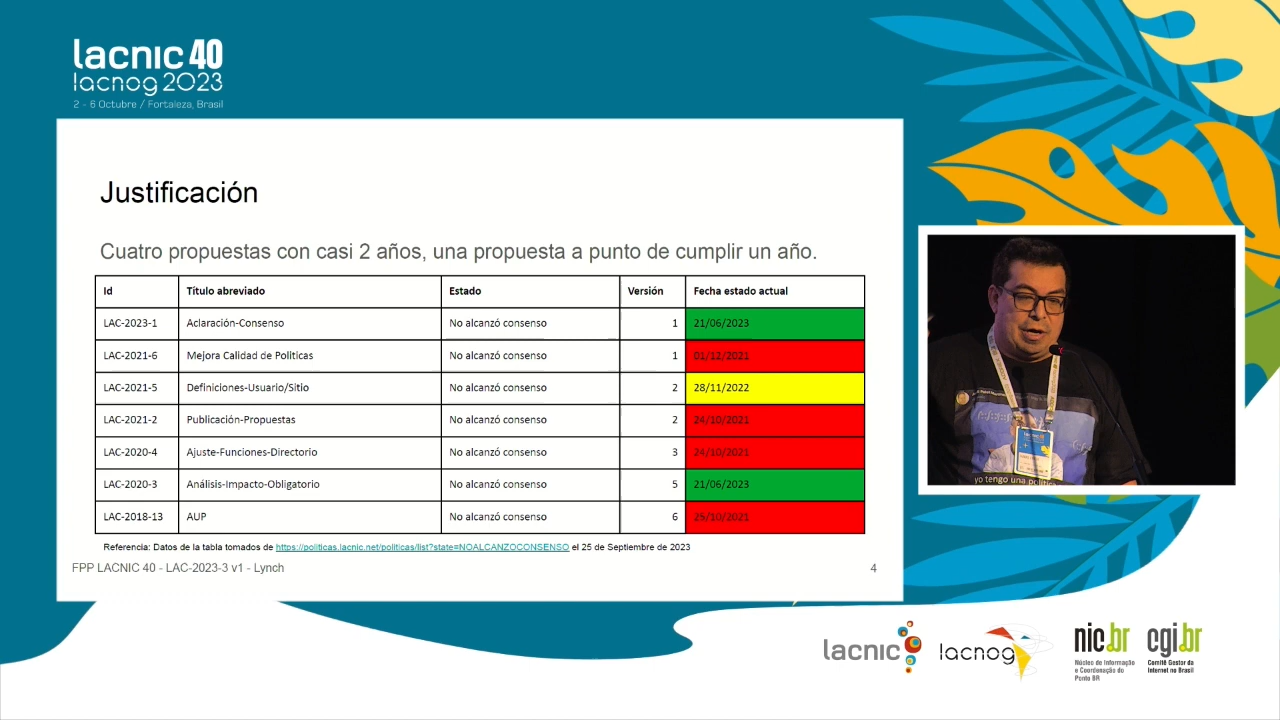 lacnic 40
lacnog 2023
2 - 6 Octubre / Fortaleza, Brasil
Justificación
Cuatro propuestas con casi 2 años, una propuesta a punto de cumplir un año.
Id Título abreviado Estado Versión Fecha estado actual
LAC-2023-1 Aclaración-Consenso No alcanzó consenso 1 21/06/2023
LAC-2021-6 Mejora Calidad de Politicas No alcanzó consenso 1 01/12/2021
LAC-2021-5 Definiciones-Usuario/Sitio No alcanzó consenso 2 28/11/2022
LAC-2021-2 Publicación-Propuestas No alcanzó consenso 2 24/10/2021
LAC-2020-4 Ajuste-Funciones-Directorio No alcanzó consenso 3 24/10/2021
LAC-2020-3 Análisis-Impacto-Obligatorio No alcanzó consenso 5 21/06/2023
LAC-2018-13 AUP No alcanzó consenso 6 25/10/2021
Referencia: Datos de la tabla tomados de https://politicas.lacnic.net/politicas/list?state=NOALCANZOCONSENSO el 25 de Septiembre de 2023
FPP LACNIC 40 - LAC-2023-3 v1 - Lynch 4
lacnic 40
yo tengo una política
lacnic
lacnog
nic.br
Núcleo de Informação
e Coordenação do
Ponto BR
cgi.br
Comitê Gestor da
Internet no Brasil